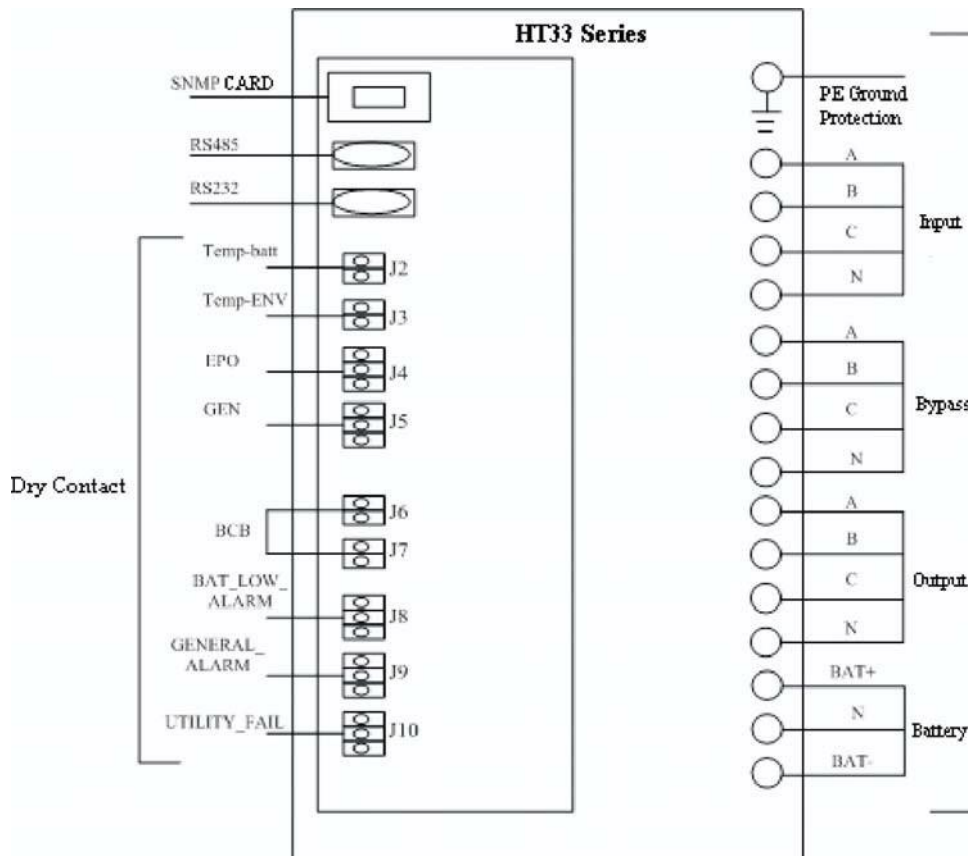 HT33 Series
SNMP CARD
RS485
RS232
Temp-batt
J2
Temp-ENV
J3
EPO
J4
GEN
J5
Dry Contact
BCB
J6
J7
BAT_LOW_
ALARM
J8
GENERAL_
ALARM
J9
UTILITY_FAIL
J10
PE Ground
Protection
A
B
C
N
Input
A
B
C
N
Bypass
A
B
C
N
Output
BAT+
N
BAT-
Battery